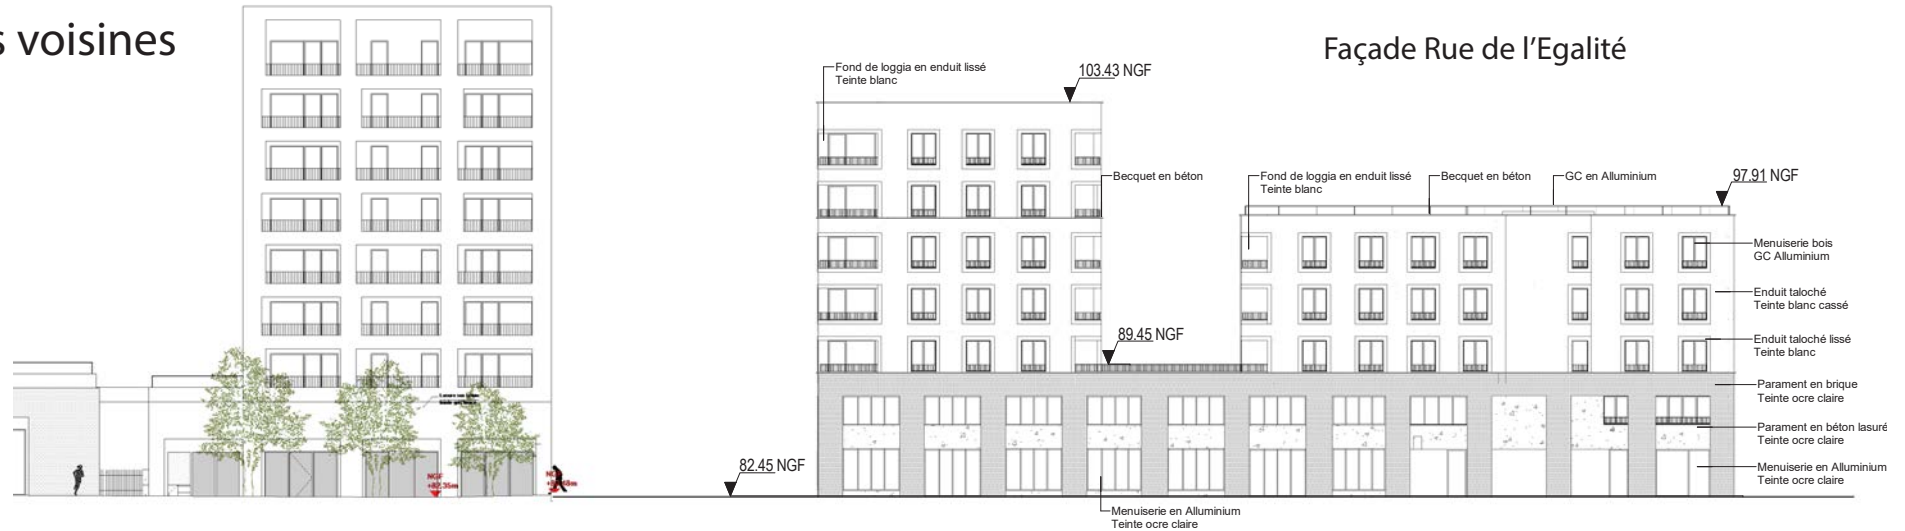 s voisines
Façade Rue de l'Egalité
Fond de loggia en enduit lissé
Teinte blanc
103.43 NGF
Becquet en béton
Fond de loggia en enduit lissé
Teinte blanc
Becquet en béton
GC en Alluminium
97.91 NGF
Menuiserie bois
GC Alluminium
Enduit taloché
Teinte blanc cassé
89.45 NGF
Enduit taloché lissé
Teinte blanc
Parament en brique
Teinte ocre claire
Parament en béton lasuré
Teinte ocre claire
82.45 NGF
Menuiserie en Alluminium
Teinte ocre claire
Menuiserie en Alluminium
Teinte ocre claire
NGF
NGF